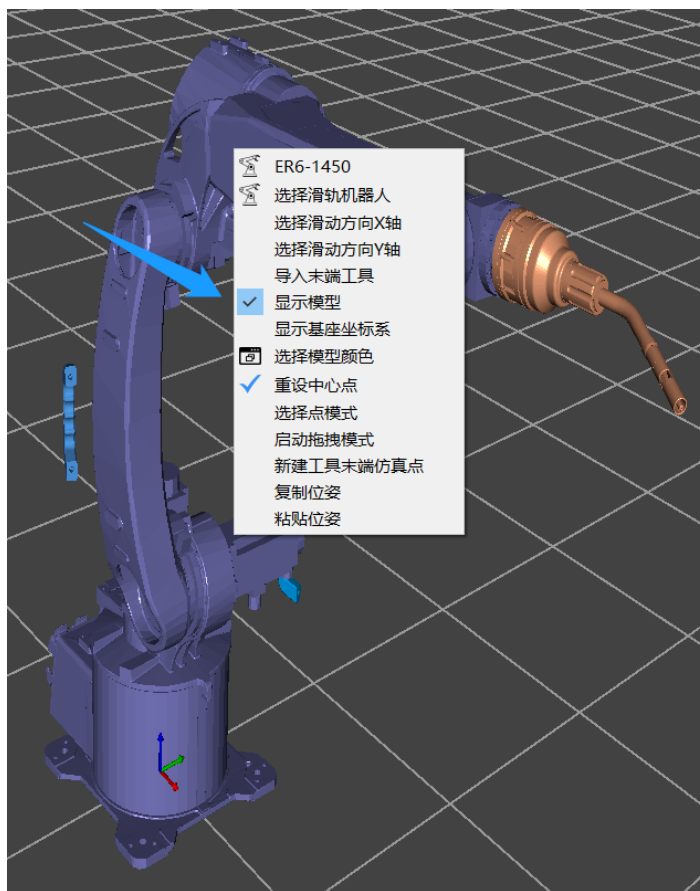 ER6-1450
选择滑轨机器人
选择滑动方向X轴
选择滑动方向Y轴
导入末端工具
显示模型
显示基座坐标系
选择模型颜色
重设中心点
选择点模式
启动拖拽模式
新建工具末端仿真点
复制位姿
粘贴位姿